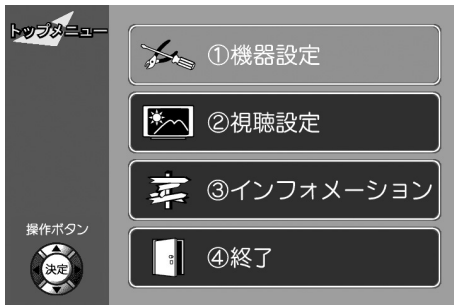 トップメニュー
①機器設定
②視聴設定
③インフォメーション
④終了
操作ボタン
決定